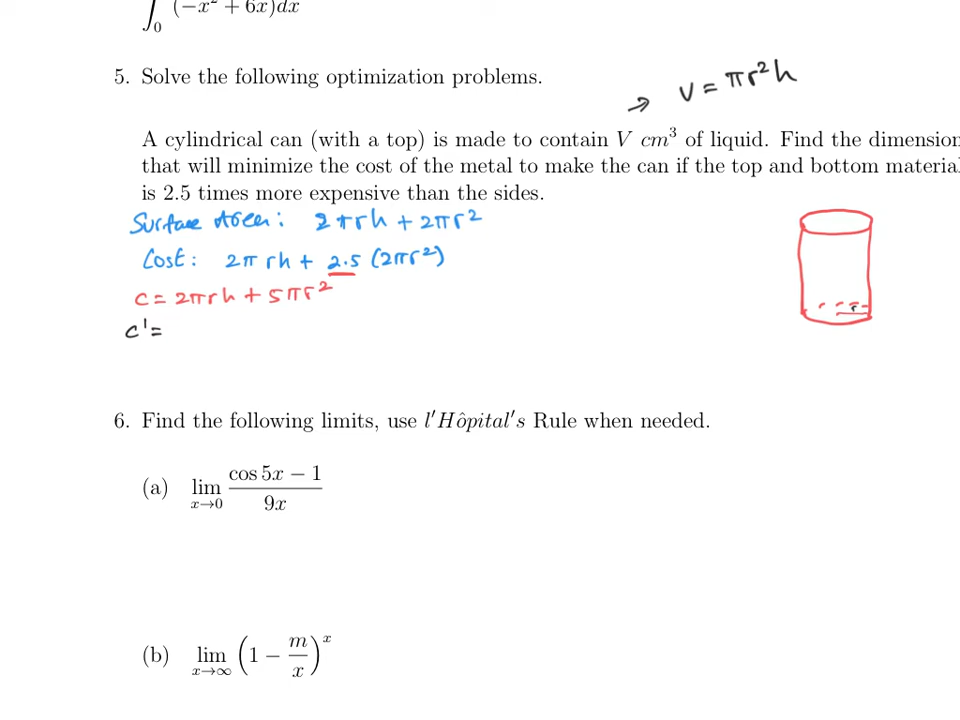 ∫₀ (−x² + 6x)dx
5. Solve the following optimization problems.
→ V = πr²h
A cylindrical can (with a top) is made to contain V cm³ of liquid. Find the dimension
that will minimize the cost of the metal to make the can if the top and bottom materia
is 2.5 times more expensive than the sides.
Surface Area: 2πrh + 2πr²
Cost: 2π rh + 2.5 (2πr²)
C = 2πrh + 5πr²
c' =
r
6. Find the following limits, use l'Hôpital's Rule when needed.
(a) lim x→0 (cos 5x − 1)/(9x)
(b) lim x→∞ (1 − m/x)ˣ